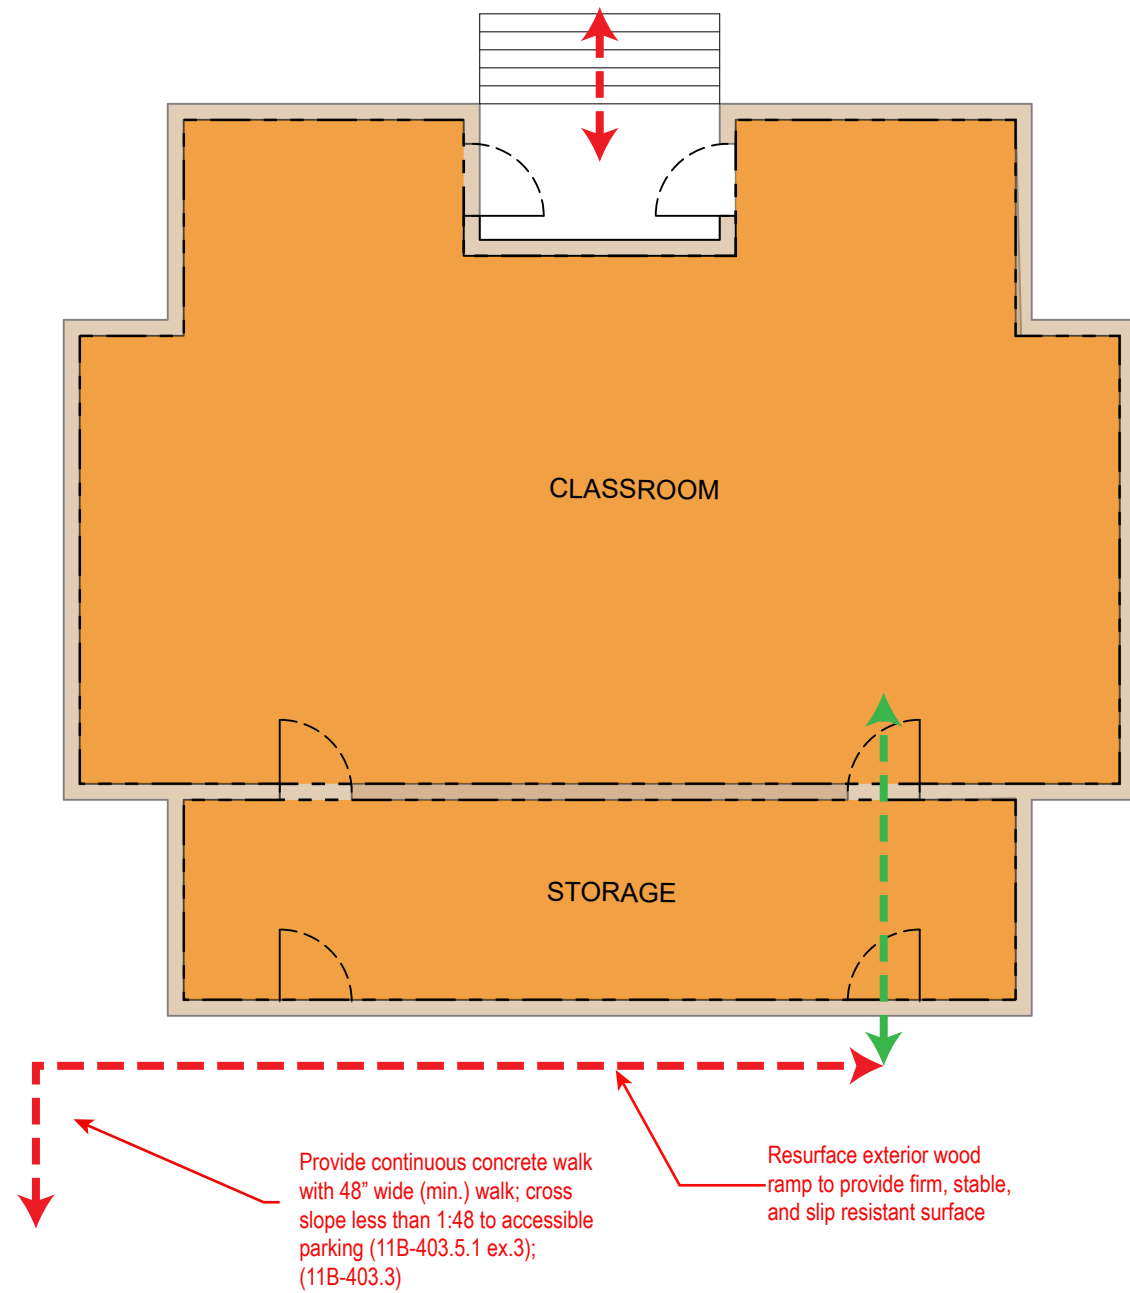 CLASSROOM
STORAGE
Provide continuous concrete walk
with 48” wide (min.) walk; cross
slope less than 1:48 to accessible
parking (11B-403.5.1 ex.3);
(11B-403.3)
Resurface exterior wood
ramp to provide firm, stable,
and slip resistant surface